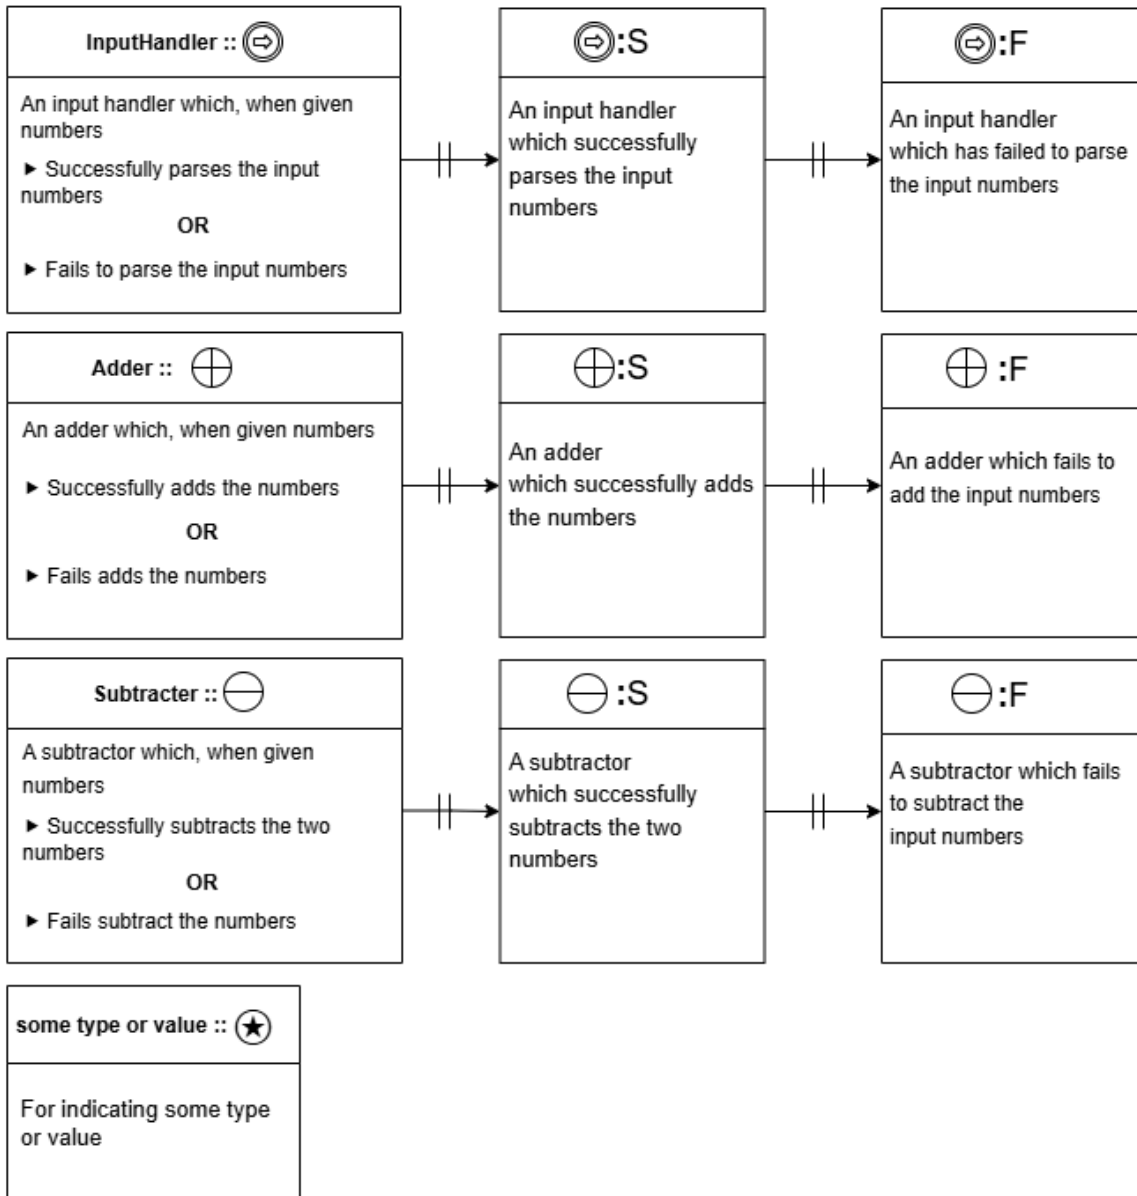 InputHandler ::
:S
:F
An input handler which, when given
numbers
► Successfully parses the input
numbers
OR
► Fails to parse the input numbers
An input handler
which successfully
parses the input
numbers
An input handler
which has failed to parse
the input numbers
Adder ::
:S
:F
An adder which, when given numbers
► Successfully adds the numbers
OR
► Fails adds the numbers
An adder
which successfully adds
the numbers
An adder which fails to
add the input numbers
Subtracter ::
:S
:F
A subtractor which, when given
numbers
► Successfully subtracts the two
numbers
OR
► Fails subtract the numbers
A subtractor
which successfully
subtracts the two
numbers
A subtractor which fails
to subtract the
input numbers
some type or value ::
For indicating some type
or value